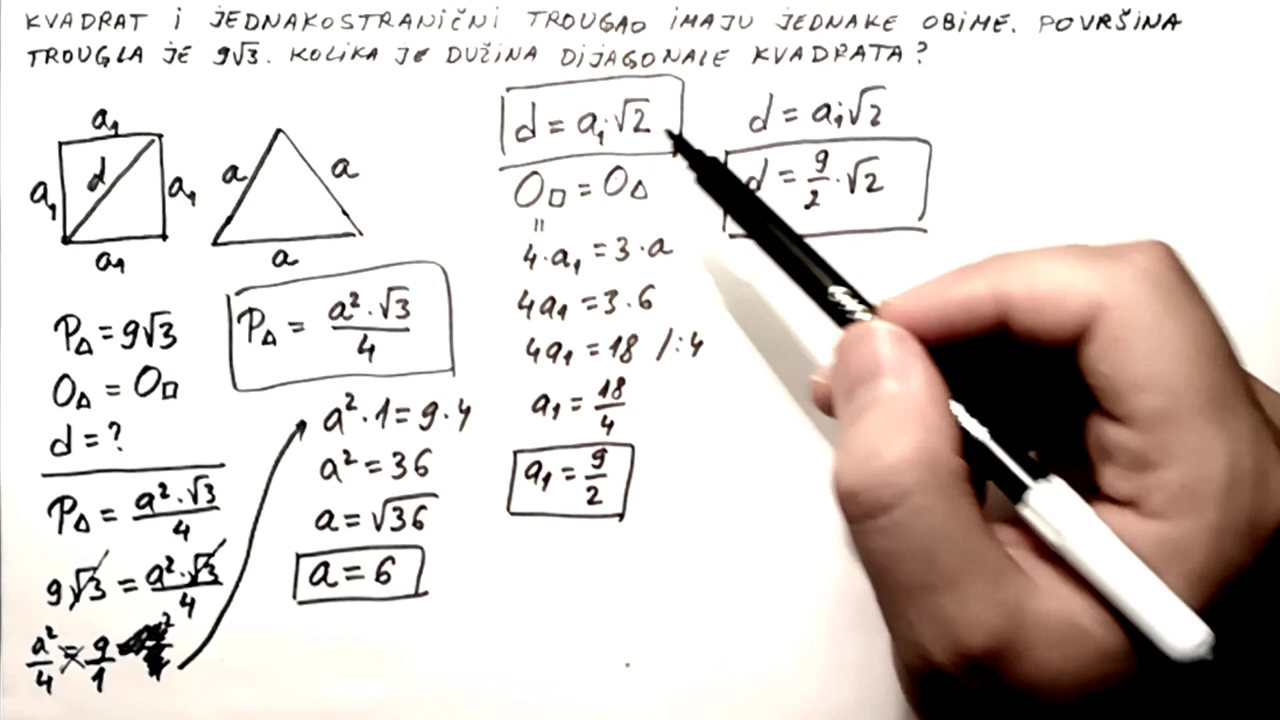 KVADRAT I JEDNAKOSTRANIČNI TROUGAO IMAJU JEDNAKE OBIME. POVRŠINA
TROUGLA JE 9√3. KOLIKA JE DUŽINA DIJAGONALE KVADRATA?
a₁
a₁
d
a₁
a₁
a
a
a
P△ = 9√3
O△ = O□
d = ?
P△ = a²·√3/4
9√3 = a²·√3/4
a²/4 = 9/1
P△ = a²·√3/4
a²·1 = 9·4
a² = 36
a = √36
a = 6
d = a₁√2
O□ = O△
4·a₁ = 3·a
4a₁ = 3·6
4a₁ = 18 /:4
a₁ = 18/4
a₁ = 9/2
d = a₁√2
d = 9/2·√2